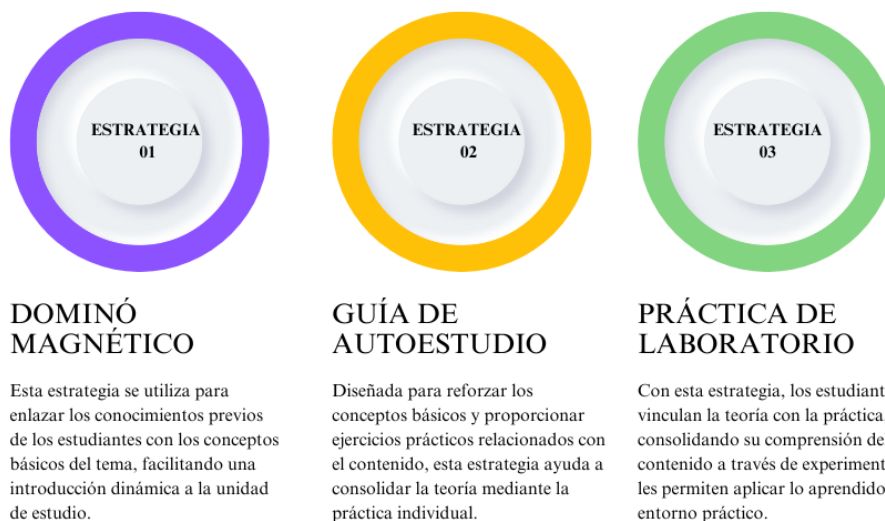 ESTRATEGIA
01
DOMINÓ
MAGNÉTICO
Esta estrategia se utiliza para
enlazar los conocimientos previos
de los estudiantes con los conceptos
básicos del tema, facilitando una
introducción dinámica a la unidad
de estudio.
ESTRATEGIA
02
GUÍA DE
AUTOESTUDIO
Diseñada para reforzar los
conceptos básicos y proporcionar
ejercicios prácticos relacionados con
el contenido, esta estrategia ayuda a
consolidar la teoría mediante la
práctica individual.
ESTRATEGIA
03
PRÁCTICA DE
LABORATORIO
Con esta estrategia, los estudiant
vinculan la teoría con la práctica
consolidando su comprensión de
contenido a través de experiment
les permiten aplicar lo aprendido
entorno práctico.